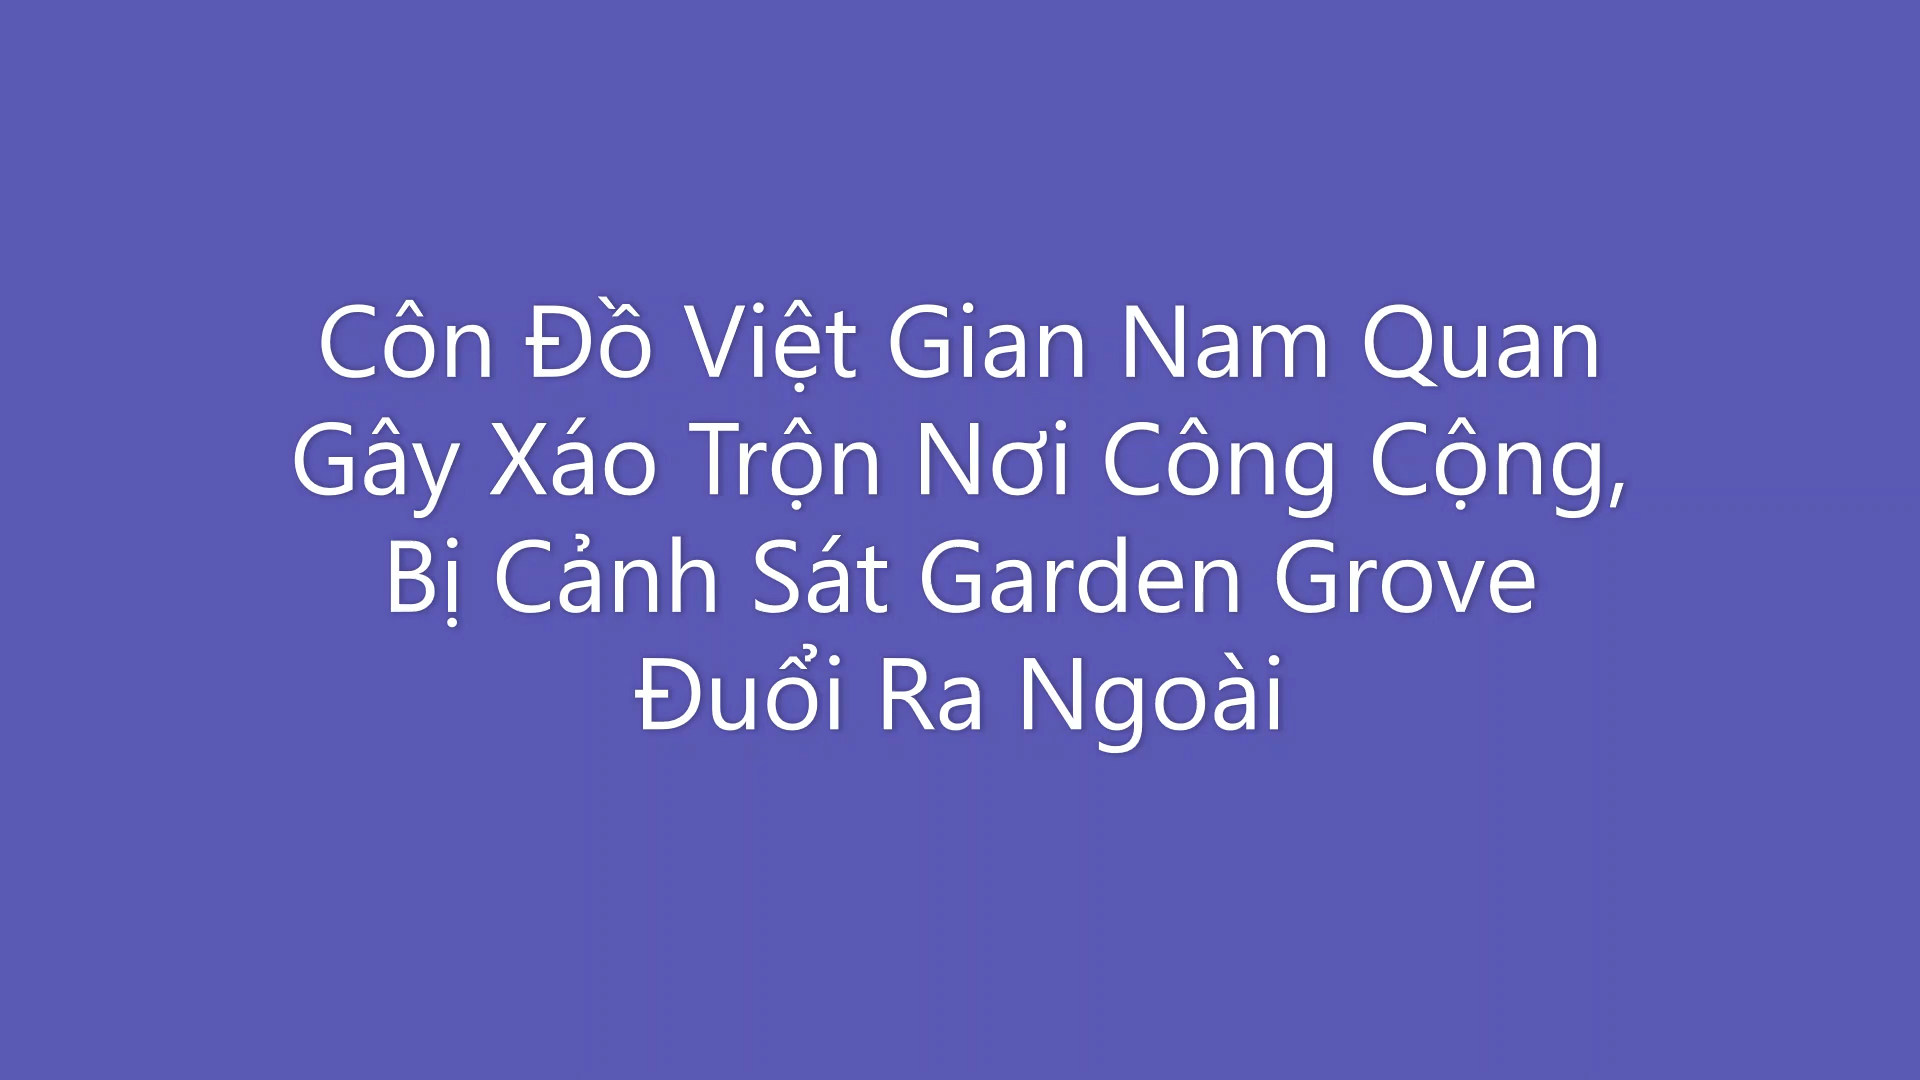 Côn Đồ Việt Gian Nam Quan
Gây Xáo Trộn Nơi Công Cộng,
Bị Cảnh Sát Garden Grove
Đuổi Ra Ngoài